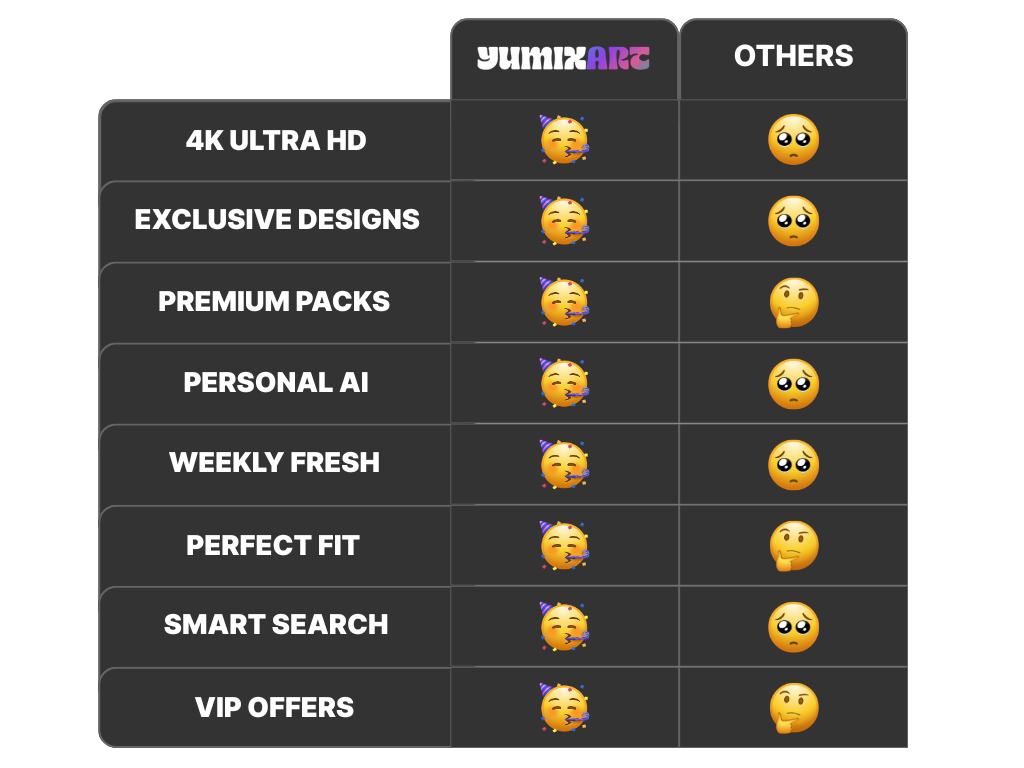 YUMIXART
OTHERS
4K ULTRA HD
EXCLUSIVE DESIGNS
PREMIUM PACKS
PERSONAL AI
WEEKLY FRESH
PERFECT FIT
SMART SEARCH
VIP OFFERS